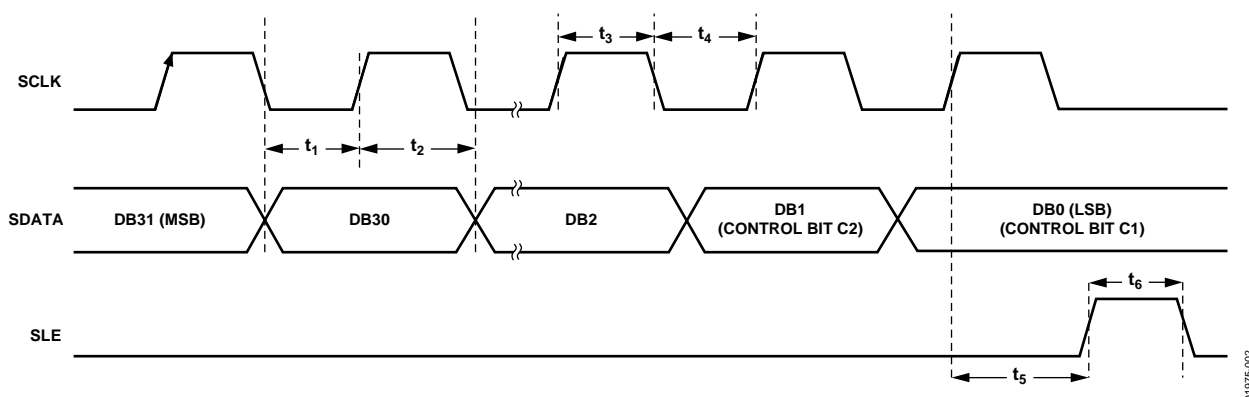 t3
t4
SCLK
t1
t2
SDATA
DB31 (MSB)
DB30
DB2
DB1
(CONTROL BIT C2)
DB0 (LSB)
(CONTROL BIT C1)
t6
SLE
t5